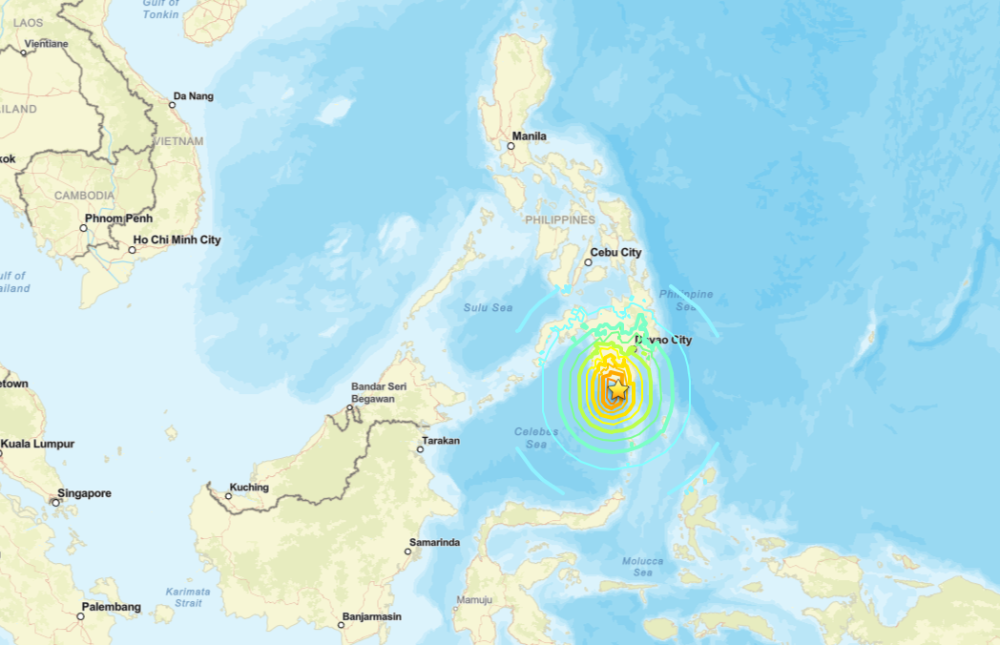 Gulf of
Tonkin
LAOS
Vientiane
Da Nang
AILAND
VIETNAM
Manila
kok
CAMBODIA
Phnom Penh
Ho Chi Minh City
PHILIPPINES
Cebu City
ulf of
ailand
Sulu Sea
Philippine
Sea
Davao City
etown
Bandar Seri
Begawan
Celebes
Sea
Tarakan
Kuala Lumpur
Kuching
Singapore
Samarinda
Molucca
Sea
Karimata
Strait
Mamuju
Palembang
Banjarmasin